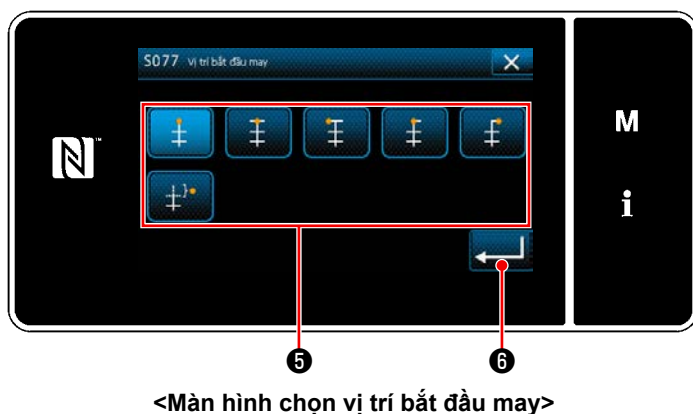 S077 Vị trí bắt đầu may
M
i
❺
❻
<Màn hình chọn vị trí bắt đầu may>